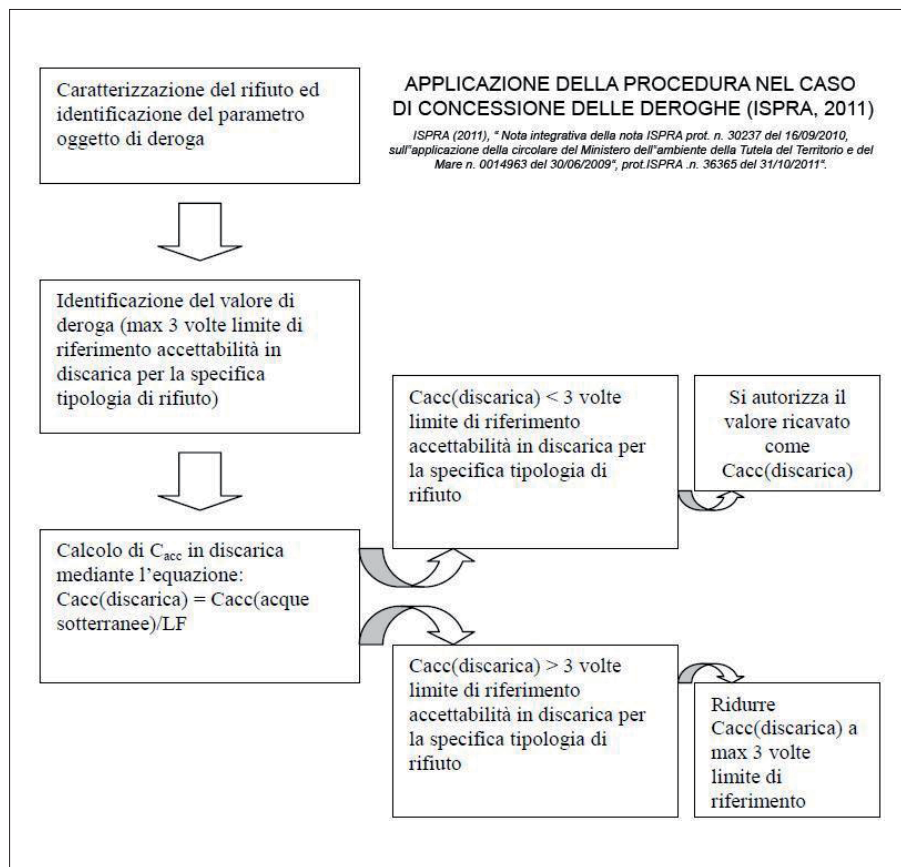 Caratterizzazione del rifiuto ed
identificazione del parametro
oggetto di deroga
APPLICAZIONE DELLA PROCEDURA NEL CASO
DI CONCESSIONE DELLE DEROGHE (ISPRA, 2011)
ISPRA (2011), “ Nota integrativa della nota ISPRA prot. n. 30237 del 16/09/2010,
sull"applicazione della circolare del Ministero dell"ambiente della Tutela del Territorio e del
Mare n. 0014963 del 30/06/2009“, prot.ISPRA .n. 36365 del 31/10/2011“.
Identificazione del valore di
deroga (max 3 volte limite di
riferimento accettabilità in
discarica per la specifica
tipologia di rifiuto)
Cacc(discarica) < 3 volte
limite di riferimento
accettabilità in discarica per
la specifica tipologia di
rifiuto
Si autorizza il
valore ricavato
come
Cacc(discarica)
Calcolo di Cacc in discarica
mediante l’equazione:
Cacc(discarica) = Cacc(acque
sotterranee)/LF
Cacc(discarica) > 3 volte
limite di riferimento
accettabilità in discarica per
la specifica tipologia di
rifiuto
Ridurre
Cacc(discarica) a
max 3 volte
limite di
riferimento